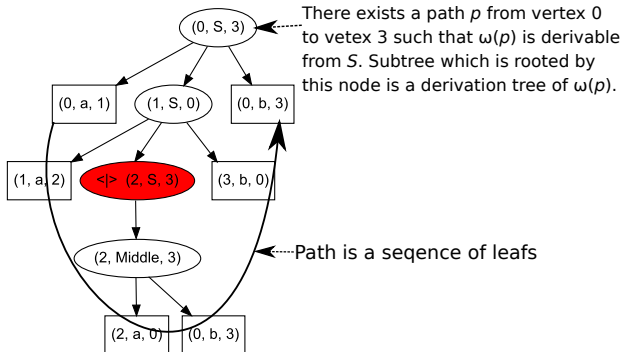 (0, S, 3)
There exists a path p from vertex 0
to vetex 3 such that ω(p) is derivable
from S. Subtree which is rooted by
this node is a derivation tree of ω(p).
(0, a, 1)
(1, S, 0)
(0, b, 3)
(1, a, 2)
<|> (2, S, 3)
(3, b, 0)
(2, Middle, 3)
Path is a seqence of leafs
(2, a, 0)
(0, b, 3)